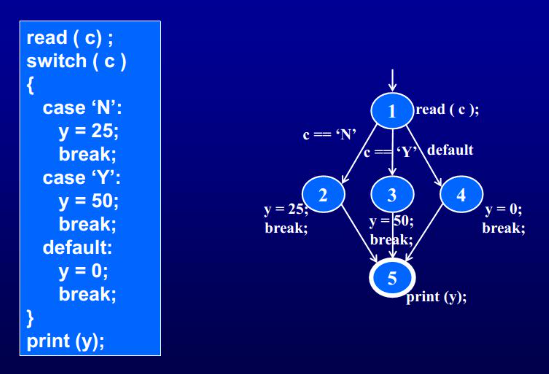 read ( c) ;
switch ( c )
{
case ‘N’:
y = 25;
break;
case ‘Y’:
y = 50;
break;
default:
y = 0;
break;
}
print (y);
1
read ( c );
c == ‘N’
c == ‘Y’
default
2
3
4
y = 25;
break;
y = 50;
break;
y = 0;
break;
5
print (y);